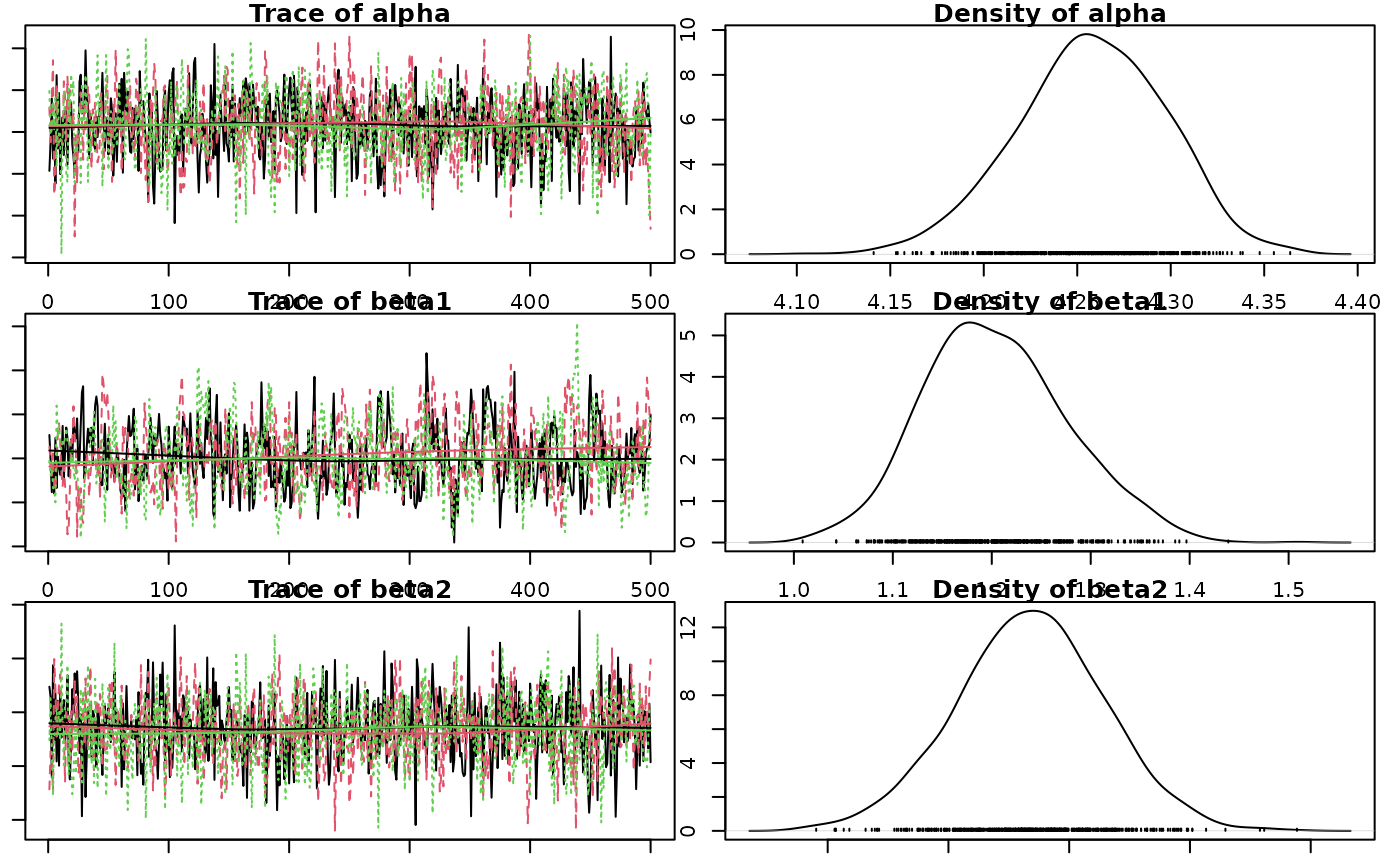 Trace of alpha
Density of alpha
10
8
6
4
2
0
0 100 200 300 400 500
4.10 4.15 4.20 4.25 4.30 4.35 4.40
Trace of beta1
Density of beta1
5
4
3
2
1
0
0 100 200 300 400 500
1.0 1.1 1.2 1.3 1.4 1.5
Trace of beta2
Density of beta2
12
8
4
0